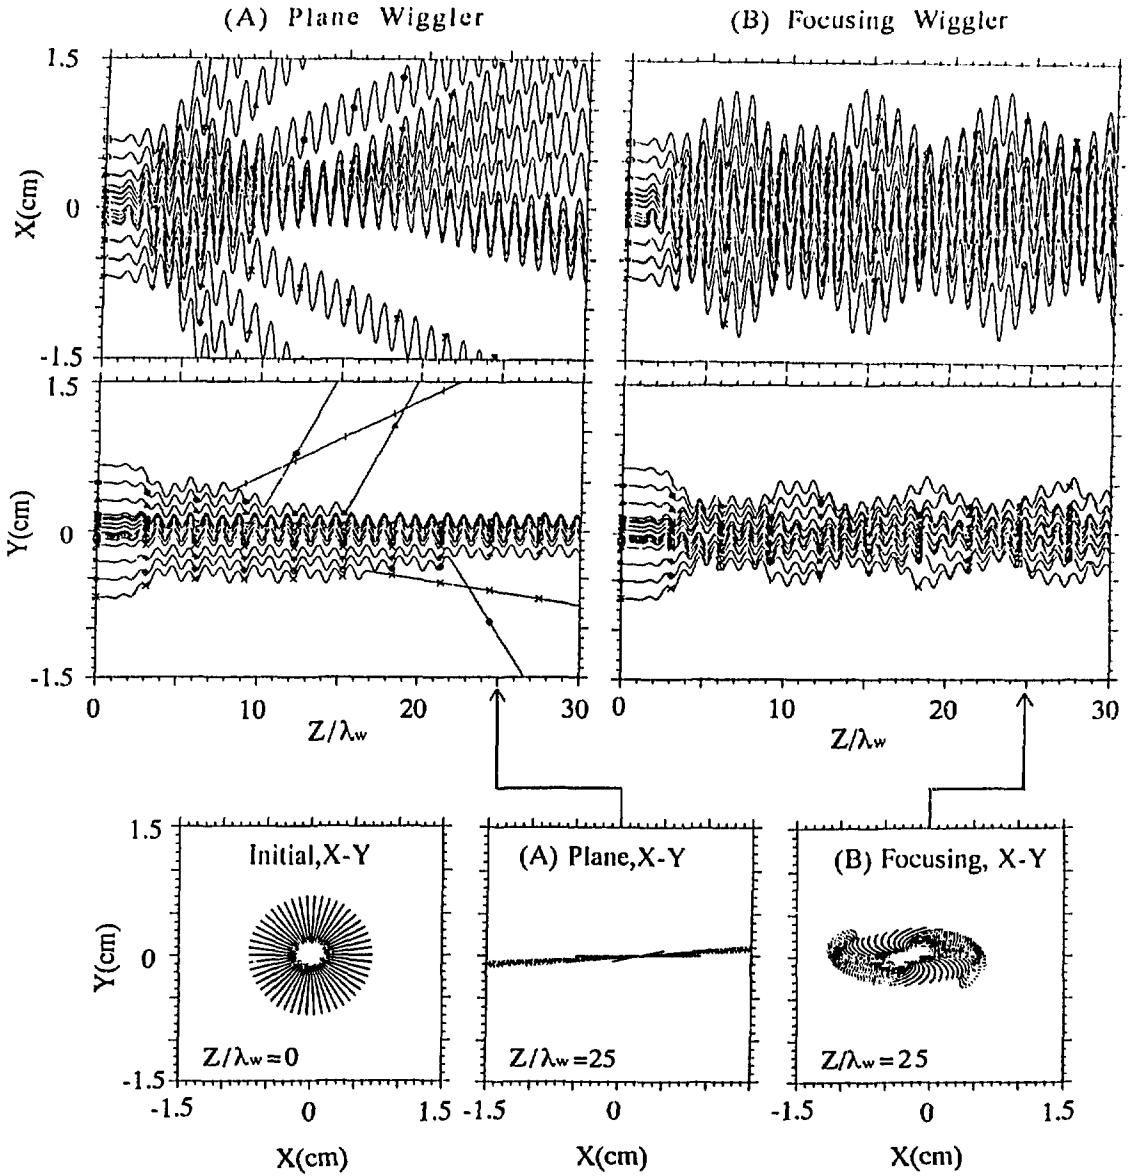 (A) Plane Wiggler
(B) Focusing Wiggler
1.5
X(cm)
0
-1.5
1.5
Y(cm)
0
-1.5
0 10 20 30
Z/λw
0 10 20 30
Z/λw
1.5
Y(cm)
0
-1.5
Initial,X-Y
Z/λw=0
(A) Plane,X-Y
Z/λw=25
(B) Focusing, X-Y
Z/λw=25
-1.5 0 1.5
-1.5 0 1.5
-1.5 0 1.5
X(cm)
X(cm)
X(cm)